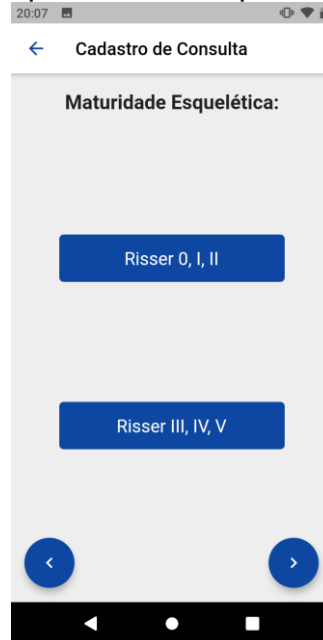 20:07
Cadastro de Consulta
Maturidade Esquelética:
Risser 0, I, II
Risser III, IV, V